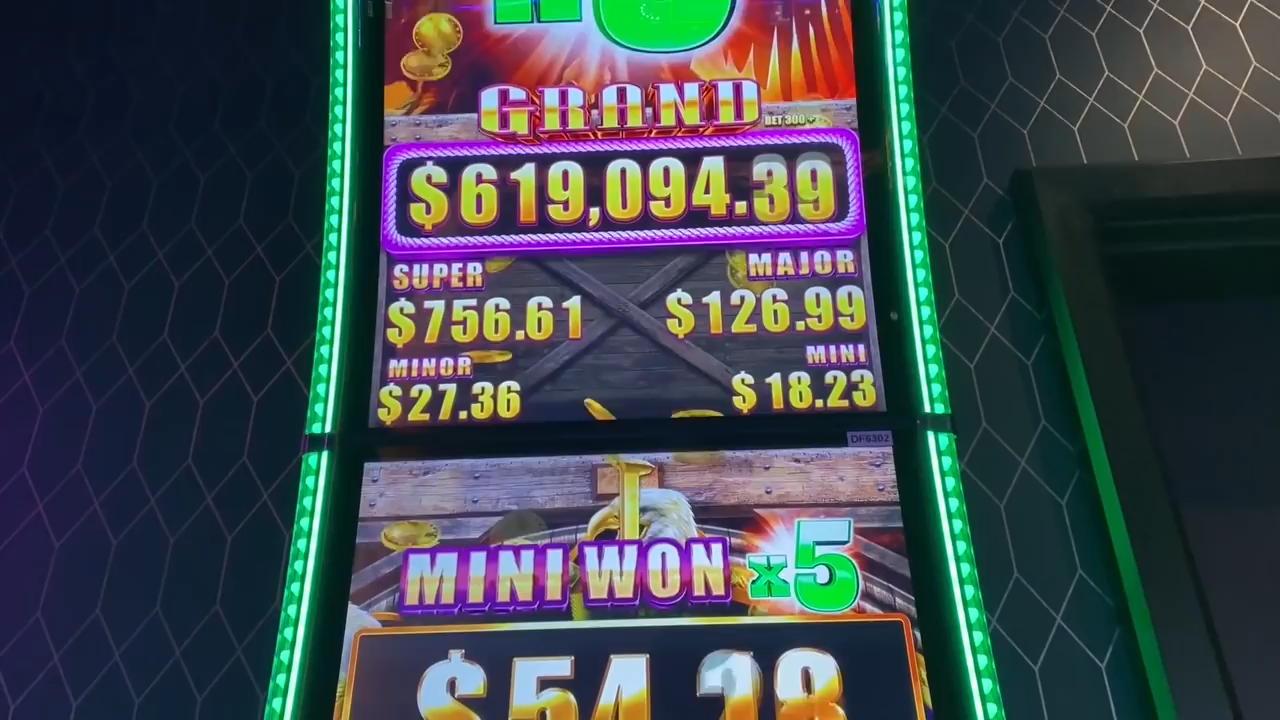 GRAND
BET 300 +
$619,094.39
SUPER
MAJOR
$756.61
$126.99
MINOR
MINI
$27.36
$18.23
DF6302
MINI WON x5